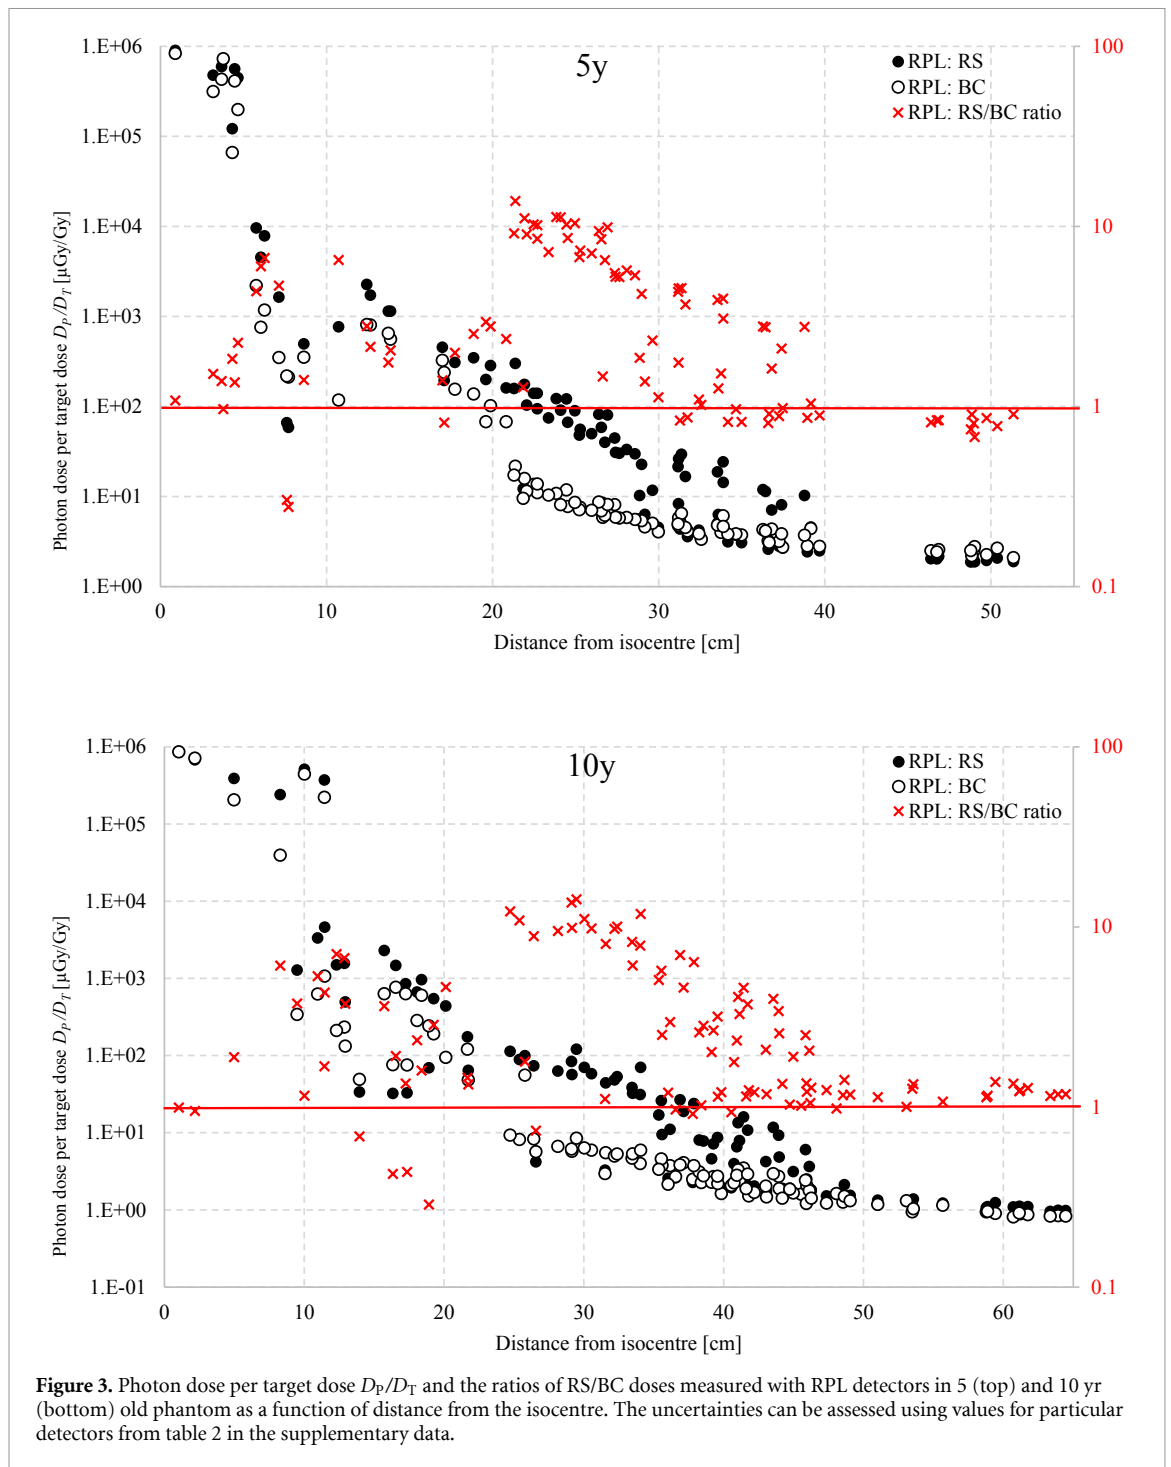 1.E+06
1.E+05
1.E+04
1.E+03
1.E+02
1.E+01
1.E+00
Photon dose per target dose D_P/D_T [µGy/Gy]
5y
RPL: RS
RPL: BC
RPL: RS/BC ratio
100
10
1
0.1
0 10 20 30 40 50
Distance from isocentre [cm]
1.E+06
1.E+05
1.E+04
1.E+03
1.E+02
1.E+01
1.E+00
1.E-01
Photon dose per target dose D_P/D_T [µGy/Gy]
10y
RPL: RS
RPL: BC
RPL: RS/BC ratio
100
10
1
0.1
0 10 20 30 40 50 60
Distance from isocentre [cm]
Figure 3. Photon dose per target dose D_P/D_T and the ratios of RS/BC doses measured with RPL detectors in 5 (top) and 10 yr
(bottom) old phantom as a function of distance from the isocentre. The uncertainties can be assessed using values for particular
detectors from table 2 in the supplementary data.